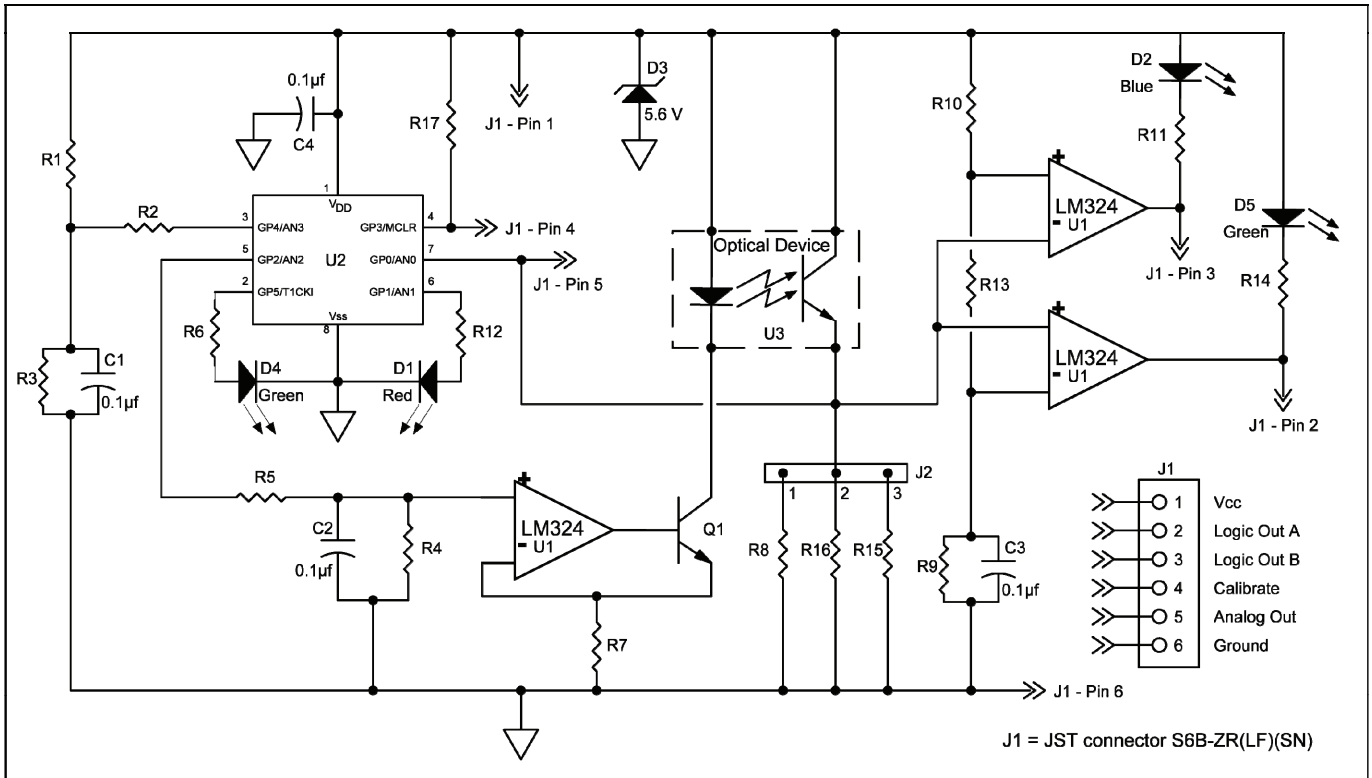 0.1µf
C4
R17
J1 - Pin 1
D3
5.6 V
R10
D2
Blue
R11
R1
R2
1
VDD
3
GP4/AN3
GP3/MCLR
4
J1 - Pin 4
5
GP2/AN2
U2
GP0/AN0
7
J1 - Pin 5
2
GP5/T1CKI
GP1/AN1
6
Vss
8
R6
R12
D4
Green
D1
Red
R3
C1
0.1µf
Optical Device
U3
+
LM324
-
U1
J1 - Pin 3
D5
Green
R14
R13
+
LM324
-
U1
J1 - Pin 2
R5
C2
0.1µf
R4
+
LM324
-
U1
Q1
R7
J2
1
2
3
R8
R16
R15
R9
C3
0.1µf
J1
1 Vcc
2 Logic Out A
3 Logic Out B
4 Calibrate
5 Analog Out
6 Ground
J1 - Pin 6
J1 = JST connector S6B-ZR(LF)(SN)